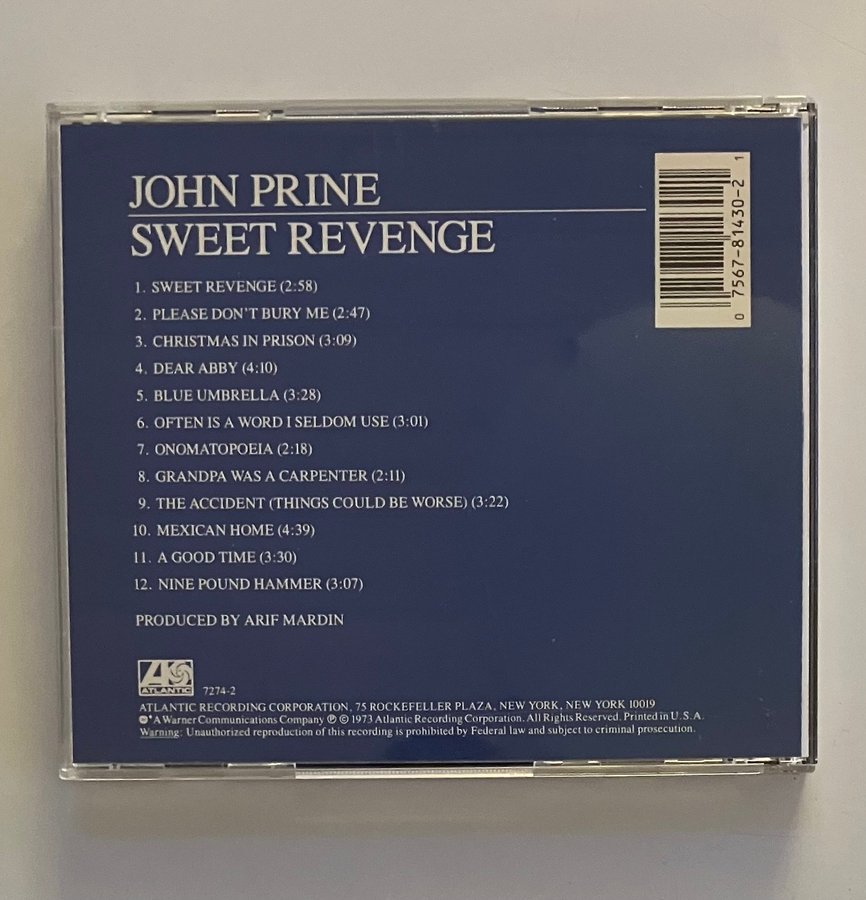 JOHN PRINE
SWEET REVENGE
1. SWEET REVENGE (2:58)
2. PLEASE DON'T BURY ME (2:47)
3. CHRISTMAS IN PRISON (3:09)
4. DEAR ABBY (4:10)
5. BLUE UMBRELLA (3:28)
6. OFTEN IS A WORD I SELDOM USE (3:01)
7. ONOMATOPOEIA (2:18)
8. GRANDPA WAS A CARPENTER (2:11)
9. THE ACCIDENT (THINGS COULD BE WORSE) (3:22)
10. MEXICAN HOME (4:39)
11. A GOOD TIME (3:30)
12. NINE POUND HAMMER (3:07)
PRODUCED BY ARIF MARDIN
0 7567-81430-2 1
ATLANTIC
7274-2
ATLANTIC RECORDING CORPORATION, 75 ROCKEFELLER PLAZA, NEW YORK, NEW YORK 10019
A Warner Communications Company ℗ © 1973 Atlantic Recording Corporation. All Rights Reserved. Printed in U.S.A.
Warning: Unauthorized reproduction of this recording is prohibited by Federal law and subject to criminal prosecution.